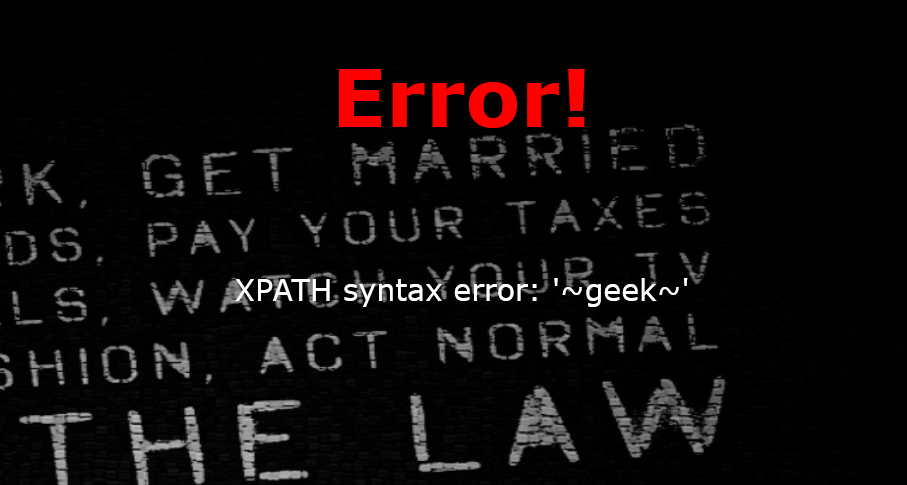 Error!
RK, GET MARRIED
DS, PAY YOUR TAXES
LS, WATCH YOUR TV
XPATH syntax error: '~geek~'
SHION, ACT NORMAL
THE LAW